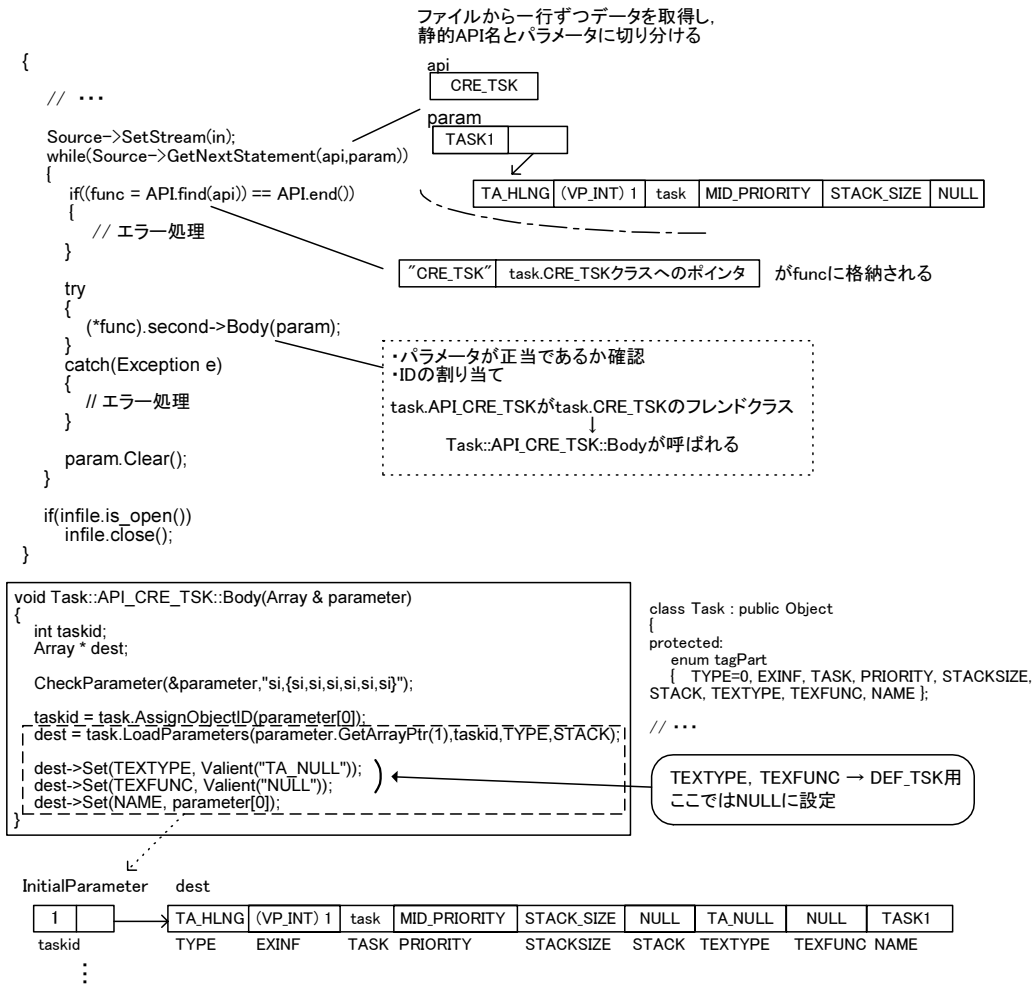 ファイルから一行ずつデータを取得し,
静的API名とパラメータに切り分ける
{
// ・・・
api
CRE_TSK
param
TASK1
Source->SetStream(in);
while(Source->GetNextStatement(api,param))
{
if((func = API.find(api)) == API.end())
{
// エラー処理
}
TA_HLNG (VP_INT) 1 task MID_PRIORITY STACK_SIZE NULL
"CRE_TSK" task.CRE_TSKクラスへのポインタ がfuncに格納される
try
{
(*func).second->Body(param);
}
catch(Exception e)
{
// エラー処理
}
・パラメータが正当であるか確認
・IDの割り当て
task.API_CRE_TSKがtask.CRE_TSKのフレンドクラス
↓
Task::API_CRE_TSK::Bodyが呼ばれる
param.Clear();
}
if(infile.is_open())
infile.close();
}
void Task::API_CRE_TSK::Body(Array & parameter)
{
int taskid;
Array * dest;
CheckParameter(&parameter,"si,{si,si,si,si,si,si}");
taskid = task.AssignObjectID(parameter[0]);
dest = task.LoadParameters(parameter.GetArrayPtr(1),taskid,TYPE,STACK);
dest->Set(TEXTYPE, Valient("TA_NULL"));
dest->Set(TEXFUNC, Valient("NULL"));
dest->Set(NAME, parameter[0]);
}
class Task : public Object
{
protected:
enum tagPart
{ TYPE=0, EXINF, TASK, PRIORITY, STACKSIZE,
STACK, TEXTYPE, TEXFUNC, NAME };
// ・・・
TEXTYPE, TEXFUNC → DEF_TSK用
ここではNULLに設定
InitialParameter dest
1 TA_HLNG (VP_INT) 1 task MID_PRIORITY STACK_SIZE NULL TA_NULL NULL TASK1
taskid TYPE EXINF TASK PRIORITY STACKSIZE STACK TEXTYPE TEXFUNC NAME
⋮